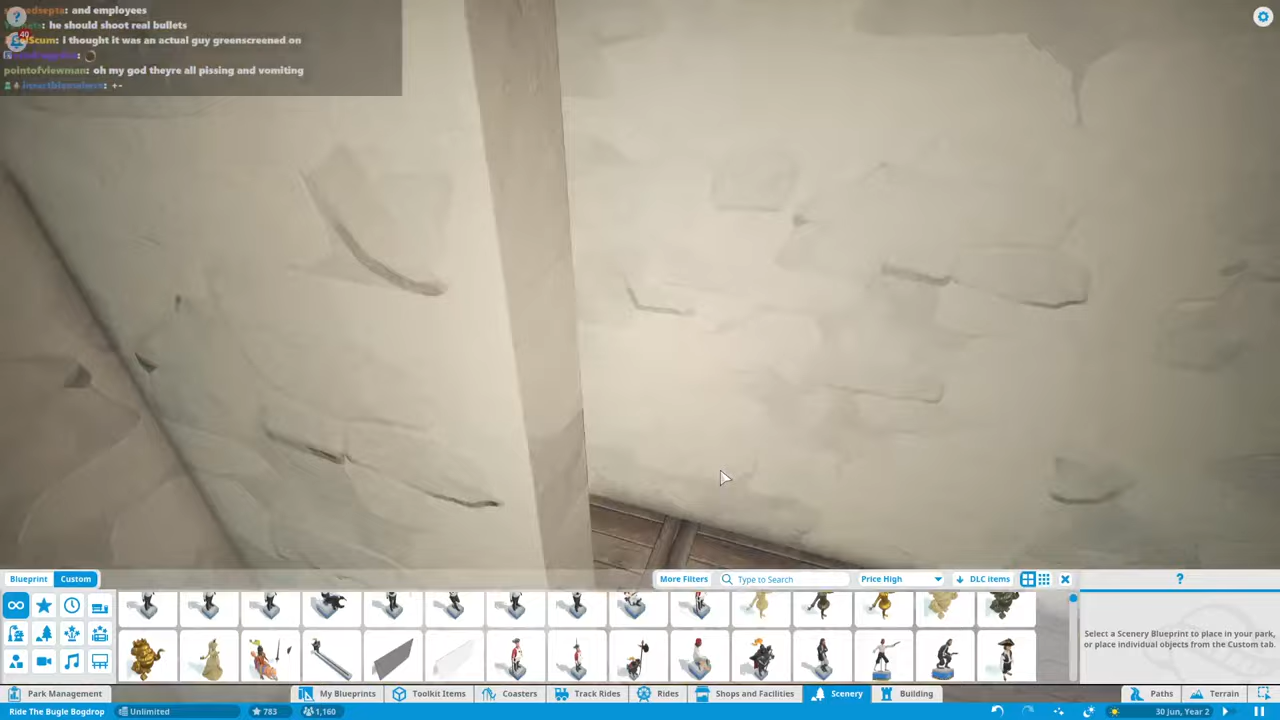 and employees
he should shoot real bullets
I thought it was an actual guy greenscreened on
pointofviewman: oh my god theyre all pissing and vomiting
+-
40
?
Blueprint Custom
More Filters Type to Search Price High DLC items
?
Select a Scenery Blueprint to place in your park, or place individual objects from the Custom tab.
Park Management My Blueprints Toolkit Items Coasters Track Rides Rides Shops and Facilities Scenery Building Paths Terrain
Ride The Bugle Bogdrop Unlimited 783 1,160 30 Jun, Year 2